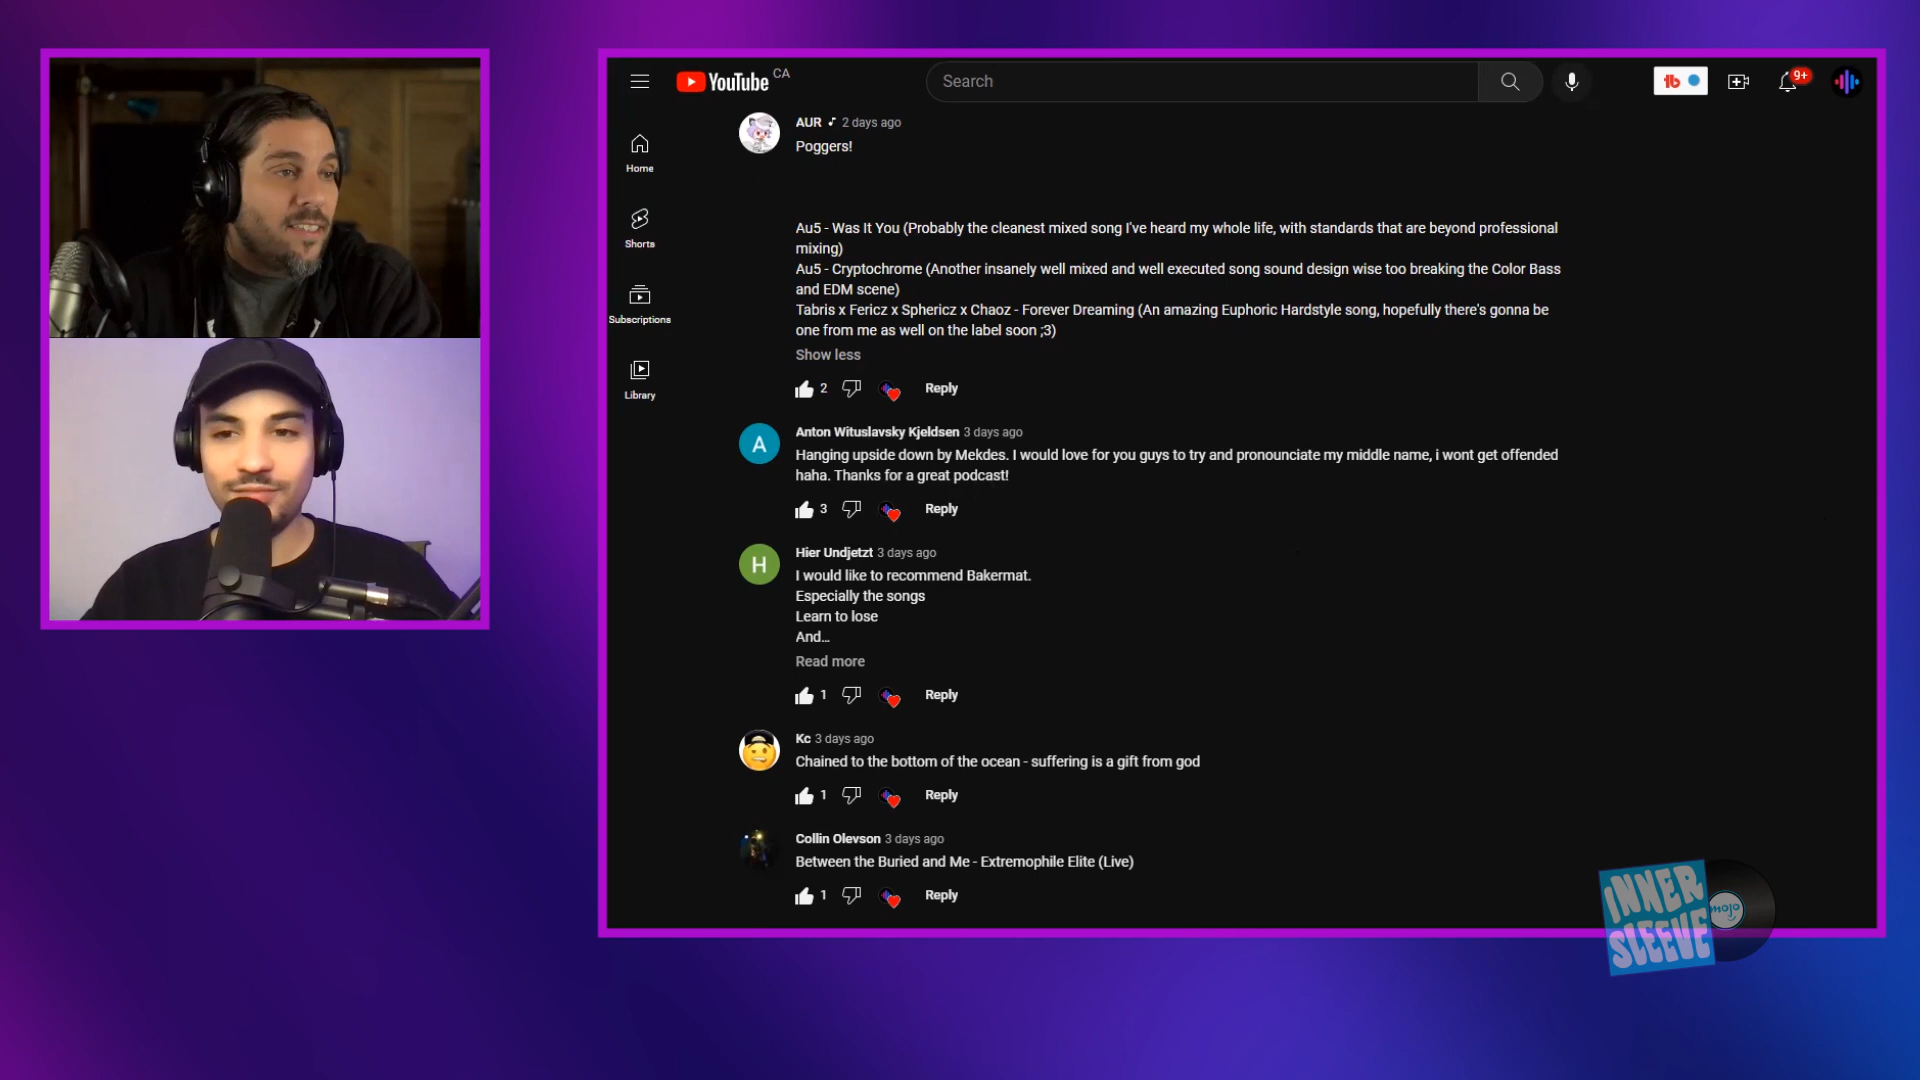 YouTube CA
Search
9+
Home
Shorts
Subscriptions
Library
AUR 2 days ago
Poggers!
Au5 - Was It You (Probably the cleanest mixed song I've heard my whole life, with standards that are beyond professional
mixing)
Au5 - Cryptochrome (Another insanely well mixed and well executed song sound design wise too breaking the Color Bass
and EDM scene)
Tabris x Fericz x Sphericz x Chaoz - Forever Dreaming (An amazing Euphoric Hardstyle song, hopefully there's gonna be
one from me as well on the label soon ;3)
Show less
2 Reply
A
Anton Wituslavsky Kjeldsen 3 days ago
Hanging upside down by Mekdes. I would love for you guys to try and pronounciate my middle name, i wont get offended
haha. Thanks for a great podcast!
3 Reply
H
Hier Undjetzt 3 days ago
I would like to recommend Bakermat.
Especially the songs
Learn to lose
And...
Read more
1 Reply
Kc 3 days ago
Chained to the bottom of the ocean - suffering is a gift from god
1 Reply
Collin Olevson 3 days ago
Between the Buried and Me - Extremophile Elite (Live)
1 Reply
INNER
SLEEVE
mojo